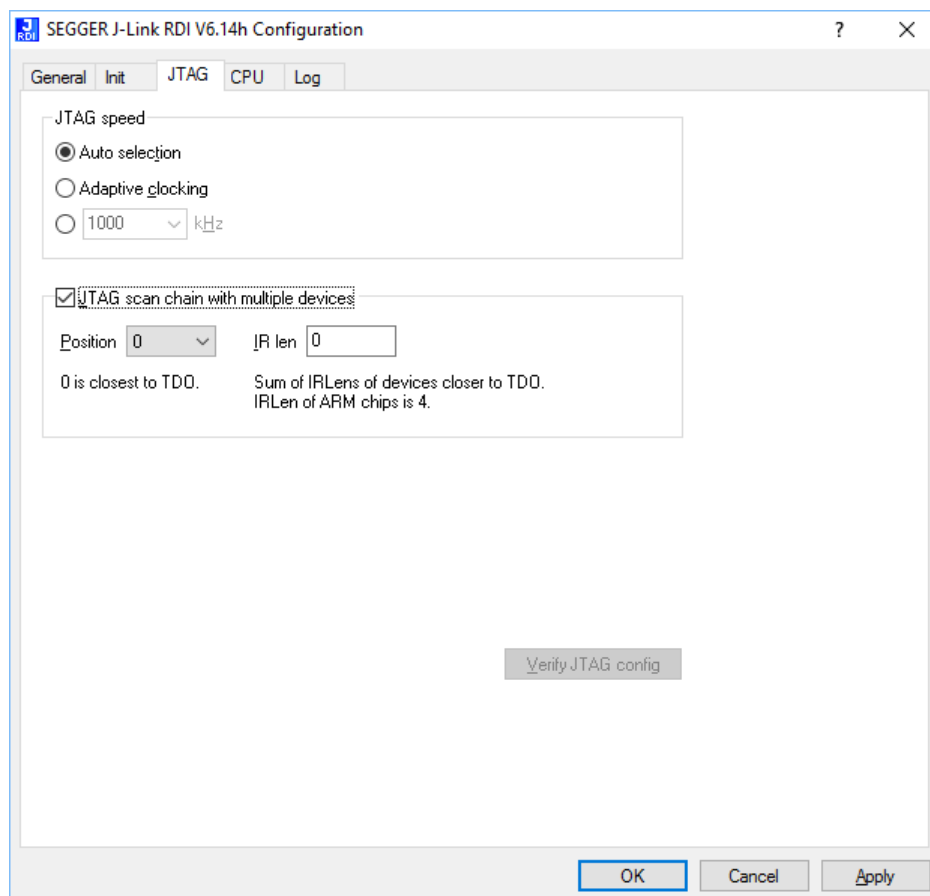 J
RDI
SEGGER J-Link RDI V6.14h Configuration
?
General Init JTAG CPU Log
JTAG speed
Auto selection
Adaptive clocking
1000 kHz
JTAG scan chain with multiple devices
Position 0 IR len 0
0 is closest to TDO. Sum of IRLens of devices closer to TDO.
IRLen of ARM chips is 4.
Verify JTAG config
OK Cancel Apply